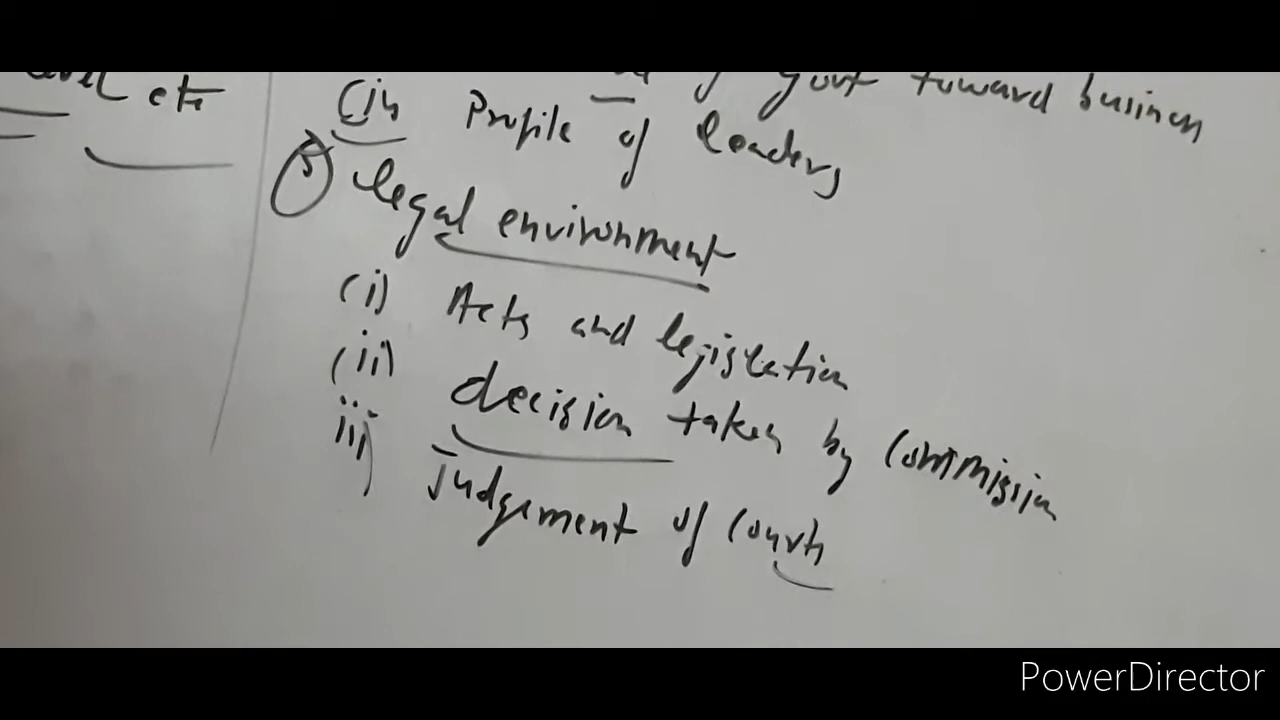 etc
govt toward business
Profile of leaders
5 legal environment
(i) Acts and legislation
(ii) decision taken by Commission
iii) Judgement of Courts
PowerDirector